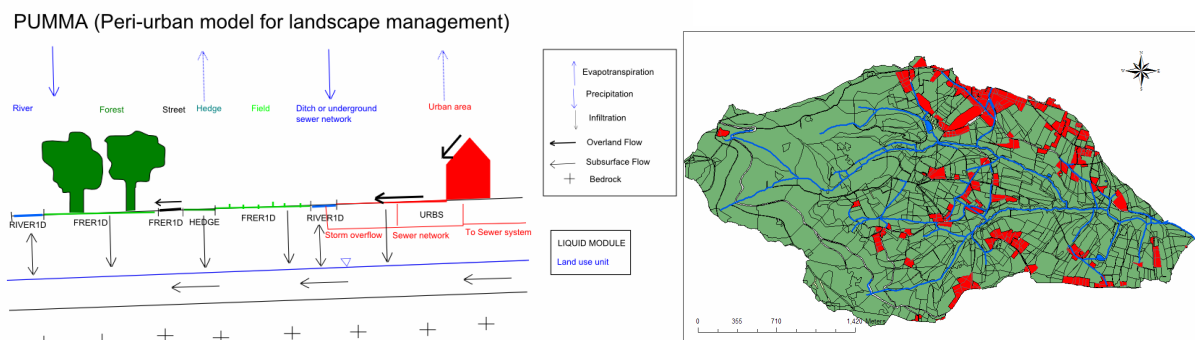 PUMMA (Peri-urban model for landscape management)
River
Forest
Street
Hedge
Field
Ditch or underground
sewer network
Urban area
RIVER1D
FRER1D
FRER1D
HEDGE
FRER1D
RIVER1D
URBS
Storm overflow
Sewer network
To Sewer system
Evapotranspiration
Precipitation
Infiltration
Overland Flow
Subsurface Flow
Bedrock
LIQUID MODULE
Land use unit
N
W
E
S
0 355 710 1,420 Meters